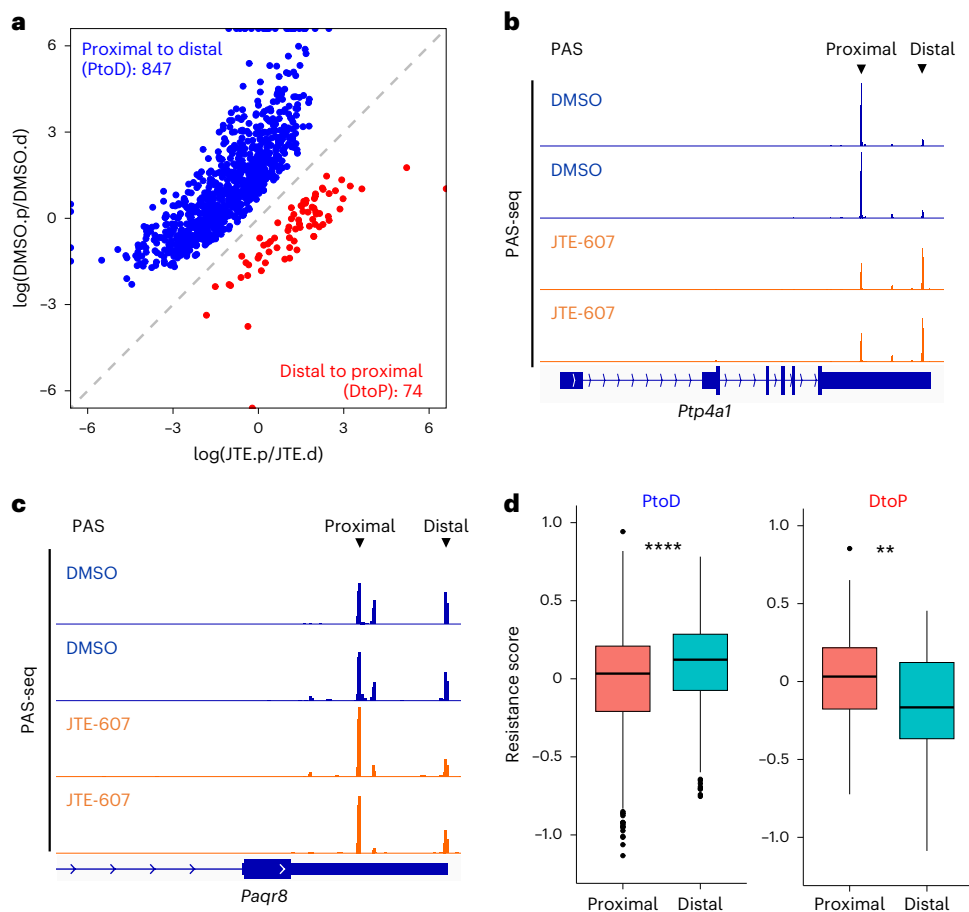 a
Proximal to distal
(PtoD): 847
Distal to proximal
(DtoP): 74
6
3
0
−3
−6
log(DMSO.p/DMSO.d)
−6 −3 0 3 6
log(JTE.p/JTE.d)
b
PAS Proximal Distal
DMSO
DMSO
JTE-607
JTE-607
PAS-seq
Ptp4a1
c
PAS Proximal Distal
DMSO
DMSO
JTE-607
JTE-607
PAS-seq
Paqr8
d
PtoD
****
1.0
0.5
0
−0.5
−1.0
Resistance score
Proximal Distal
DtoP
**
1.0
0.5
0
−0.5
−1.0
Proximal Distal